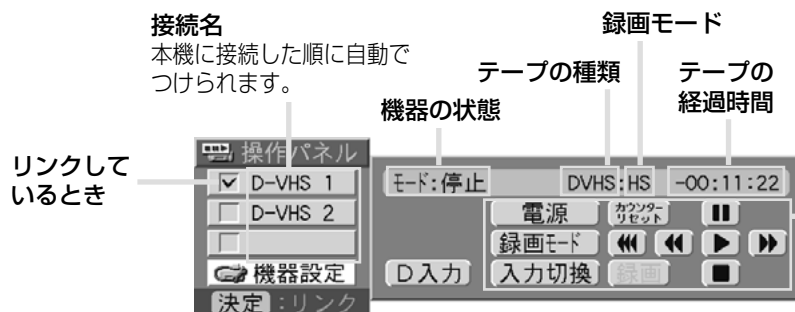 接続名
本機に接続した順に自動で
つけられます。
録画モード
テープの種類
テープの
経過時間
機器の状態
リンクして
いるとき
操作パネル
D-VHS 1
D-VHS 2
機器設定
決定:リンク
モード:停止
DVHS:HS
-00:11:22
電源
カウンター
リセット
録画モード
D入力
入力切換
録画